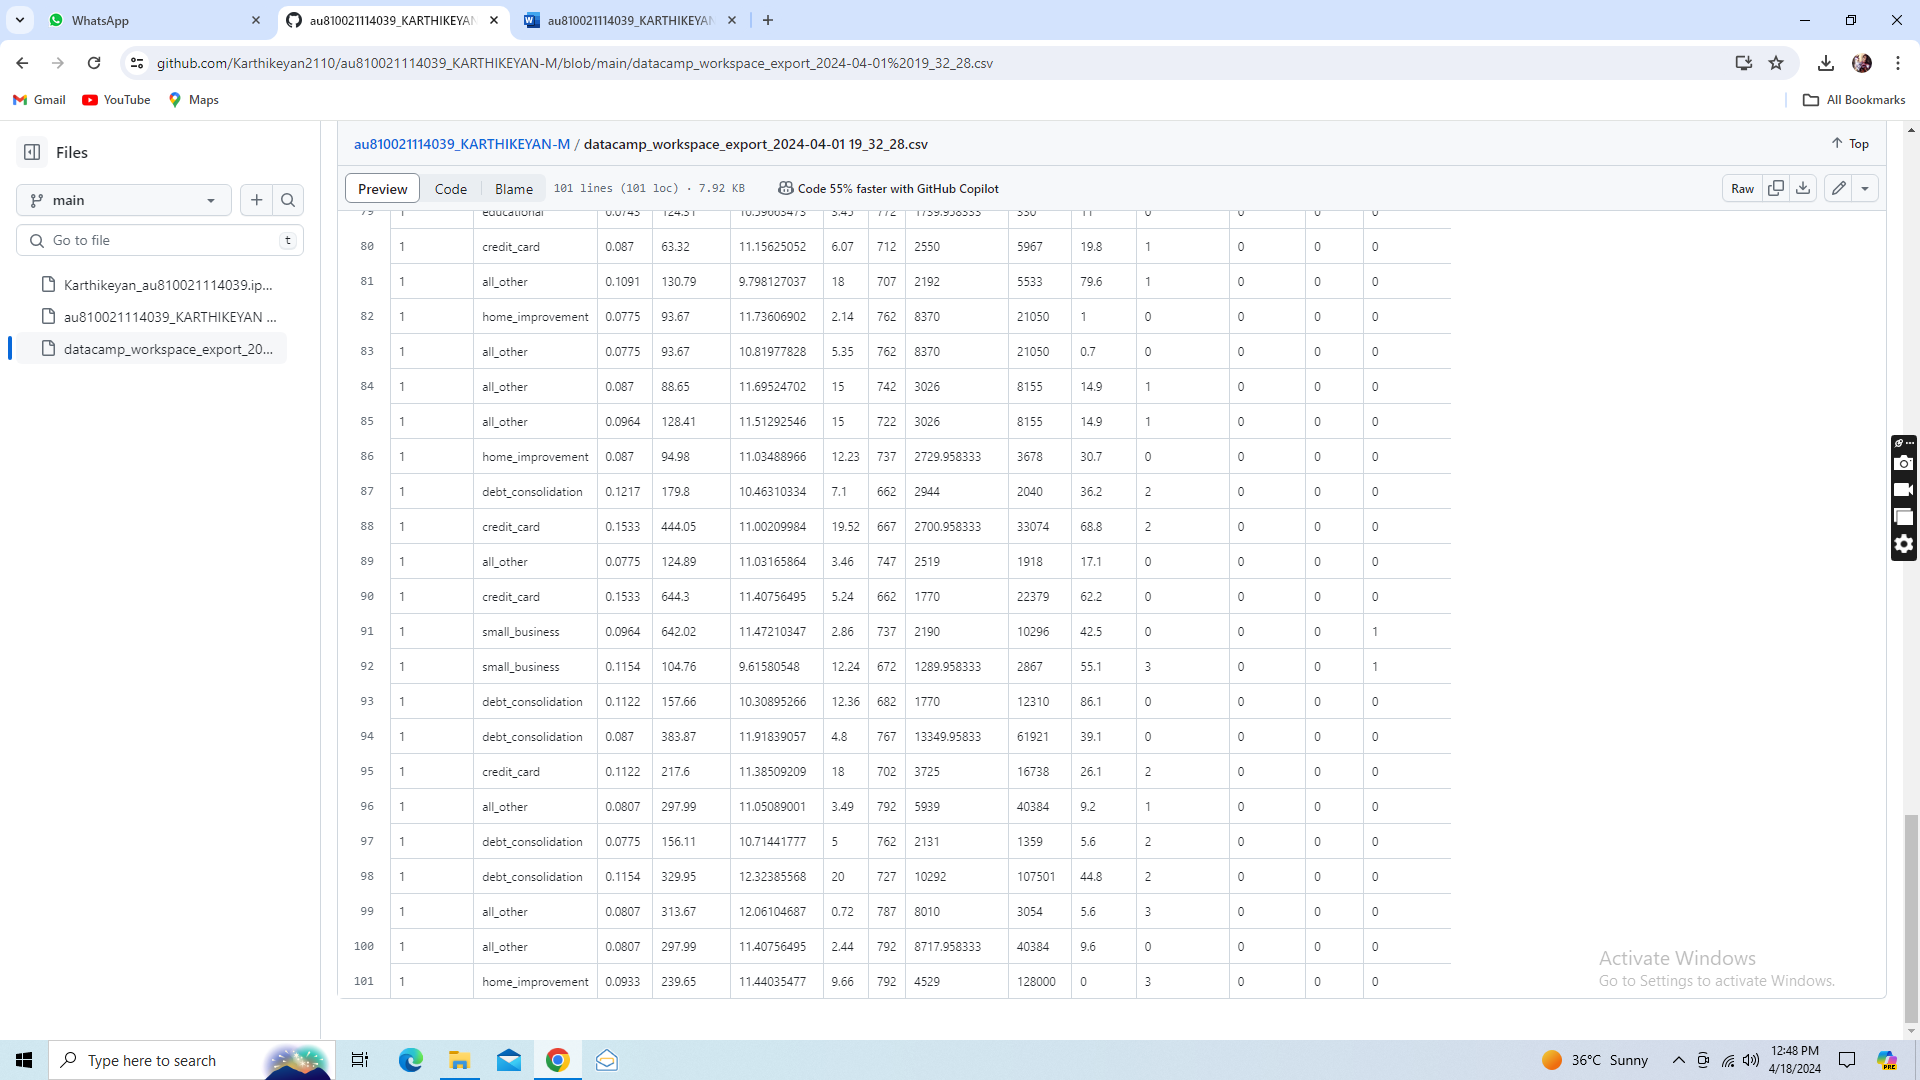 WhatsApp
au810021114039_KARTHIKEYAN
au810021114039_KARTHIKEYAN
github.com/Karthikeyan2110/au810021114039_KARTHIKEYAN-M/blob/main/datacamp_workspace_export_2024-04-01%2019_32_28.csv
Gmail YouTube Maps All Bookmarks
Files
main
Go to file t
Karthikeyan_au810021114039.ip...
au810021114039_KARTHIKEYAN ...
datacamp_workspace_export_20...
au810021114039_KARTHIKEYAN-M / datacamp_workspace_export_2024-04-01 19_32_28.csv Top
Preview Code Blame 101 lines (101 loc) · 7.92 KB Code 55% faster with GitHub Copilot Raw
79 1 educational 0.0743 124.31 10.59663473 3.45 772 1739.958333 330 11 0 0 0 0
80 1 credit_card 0.087 63.32 11.15625052 6.07 712 2550 5967 19.8 1 0 0 0
81 1 all_other 0.1091 130.79 9.798127037 18 707 2192 5533 79.6 1 0 0 0
82 1 home_improvement 0.0775 93.67 11.73606902 2.14 762 8370 21050 1 0 0 0 0
83 1 all_other 0.0775 93.67 10.81977828 5.35 762 8370 21050 0.7 0 0 0 0
84 1 all_other 0.087 88.65 11.69524702 15 742 3026 8155 14.9 1 0 0 0
85 1 all_other 0.0964 128.41 11.51292546 15 722 3026 8155 14.9 1 0 0 0
86 1 home_improvement 0.087 94.98 11.03488966 12.23 737 2729.958333 3678 30.7 0 0 0 0
87 1 debt_consolidation 0.1217 179.8 10.46310334 7.1 662 2944 2040 36.2 2 0 0 0
88 1 credit_card 0.1533 444.05 11.00209984 19.52 667 2700.958333 33074 68.8 2 0 0 0
89 1 all_other 0.0775 124.89 11.03165864 3.46 747 2519 1918 17.1 0 0 0 0
90 1 credit_card 0.1533 644.3 11.40756495 5.24 662 1770 22379 62.2 0 0 0 0
91 1 small_business 0.0964 642.02 11.47210347 2.86 737 2190 10296 42.5 0 0 0 1
92 1 small_business 0.1154 104.76 9.61580548 12.24 672 1289.958333 2867 55.1 3 0 0 1
93 1 debt_consolidation 0.1122 157.66 10.30895266 12.36 682 1770 12310 86.1 0 0 0 0
94 1 debt_consolidation 0.087 383.87 11.91839057 4.8 767 13349.95833 61921 39.1 0 0 0 0
95 1 credit_card 0.1122 217.6 11.38509209 18 702 3725 16738 26.1 2 0 0 0
96 1 all_other 0.0807 297.99 11.05089001 3.49 792 5939 40384 9.2 1 0 0 0
97 1 debt_consolidation 0.0775 156.11 10.71441777 5 762 2131 1359 5.6 2 0 0 0
98 1 debt_consolidation 0.1154 329.95 12.32385568 20 727 10292 107501 44.8 2 0 0 0
99 1 all_other 0.0807 313.67 12.06104687 0.72 787 8010 3054 5.6 3 0 0 0
100 1 all_other 0.0807 297.99 11.40756495 2.44 792 8717.958333 40384 9.6 0 0 0 0
101 1 home_improvement 0.0933 239.65 11.44035477 9.66 792 4529 128000 0 3 0 0 0
Activate Windows
Go to Settings to activate Windows.
Type here to search
36°C Sunny
12:48 PM
4/18/2024
PRE